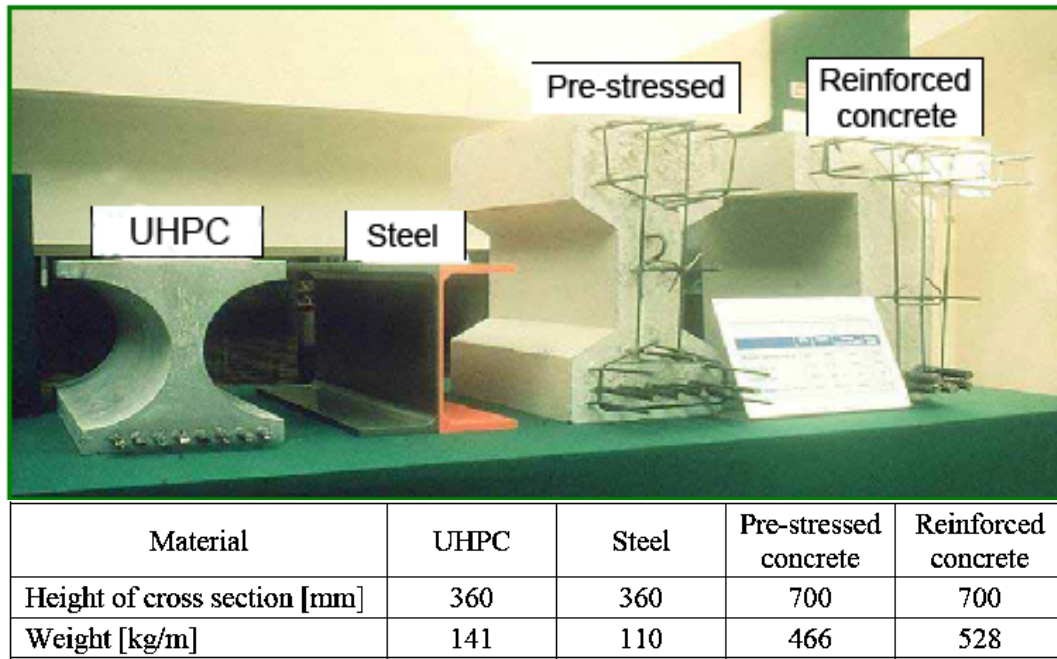 Pre-stressed
Reinforced
concrete
UHPC
Steel
Material UHPC Steel Pre-stressed concrete Reinforced concrete
Height of cross section [mm] 360 360 700 700
Weight [kg/m] 141 110 466 528